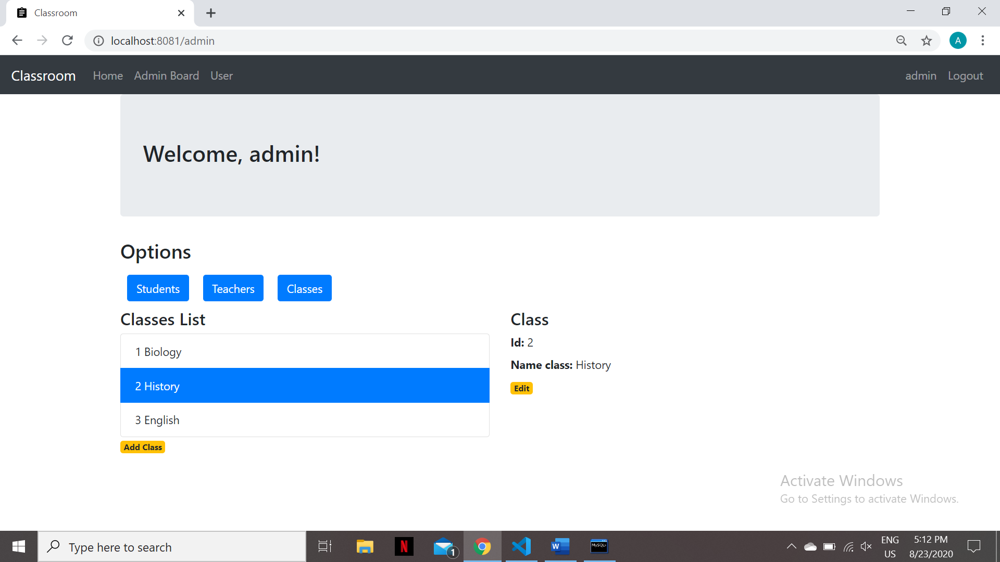 Classroom
localhost:8081/admin
A
Classroom Home Admin Board User admin Logout
Welcome, admin!
Options
Students Teachers Classes
Classes List
1 Biology
2 History
3 English
Add Class
Class
Id: 2
Name class: History
Edit
Activate Windows
Go to Settings to activate Windows.
Type here to search
N
1
W
MySQL>
ENG
US
5:12 PM
8/23/2020